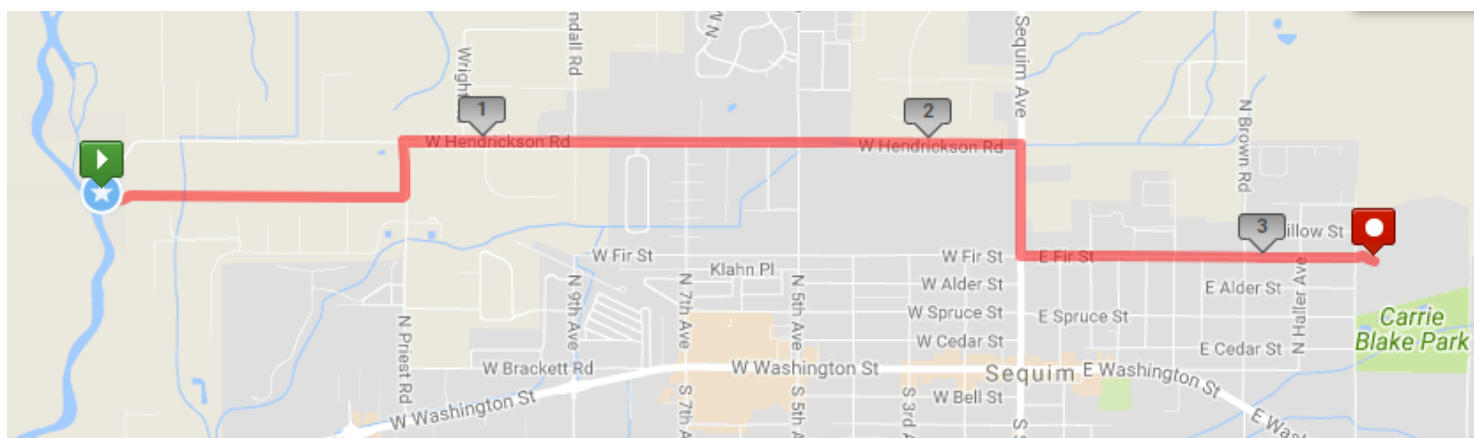 ndall Rd
W N
Sequim Ave
Wright
1
2
N Brown Rd
W Hendrickson Rd
W Hendrickson Rd
3
illow St
W Fir St
W Fir St
E Fir St
Klahn Pl
W Alder St
E Alder St
N 9th Ave
N 7th Ave
N 5th Ave
N Haller Ave
W Spruce St
E Spruce St
Carrie
Blake Park
N Priest Rd
W Cedar St
E Cedar St
W Brackett Rd
W Washington St
Sequim
E Washington St
W Washington St
S 7th A
S 5th A
S 3rd A
W Bell St
S S
E Wash